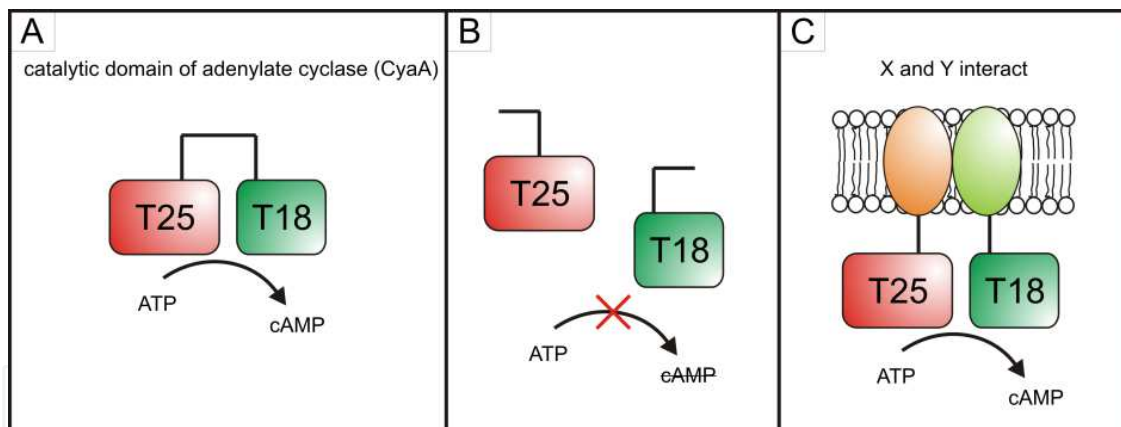 A
catalytic domain of adenylate cyclase (CyaA)
T25
T18
ATP
cAMP
B
T25
T18
ATP
cAMP
C
X and Y interact
T25
T18
ATP
cAMP